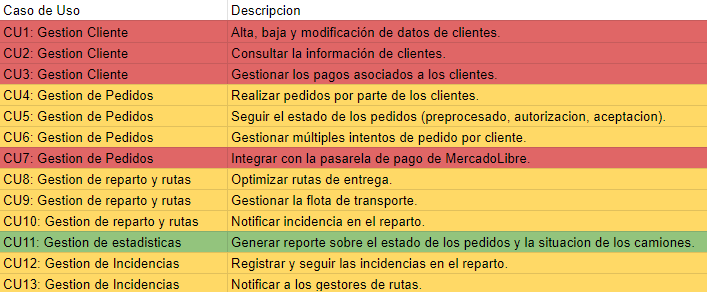 Caso de Uso Descripcion
CU1: Gestion Cliente Alta, baja y modificación de datos de clientes.
CU2: Gestion Cliente Consultar la información de clientes.
CU3: Gestion Cliente Gestionar los pagos asociados a los clientes.
CU4: Gestion de Pedidos Realizar pedidos por parte de los clientes.
CU5: Gestion de Pedidos Seguir el estado de los pedidos (preprocesado, autorizacion, aceptacion).
CU6: Gestion de Pedidos Gestionar múltiples intentos de pedido por cliente.
CU7: Gestion de Pedidos Integrar con la pasarela de pago de MercadoLibre.
CU8: Gestion de reparto y rutas Optimizar rutas de entrega.
CU9: Gestion de reparto y rutas Gestionar la flota de transporte.
CU10: Gestion de reparto y rutas Notificar incidencia en el reparto.
CU11: Gestion de estadisticas Generar reporte sobre el estado de los pedidos y la situacion de los camiones.
CU12: Gestion de Incidencias Registrar y seguir las incidencias en el reparto.
CU13: Gestion de Incidencias Notificar a los gestores de rutas.